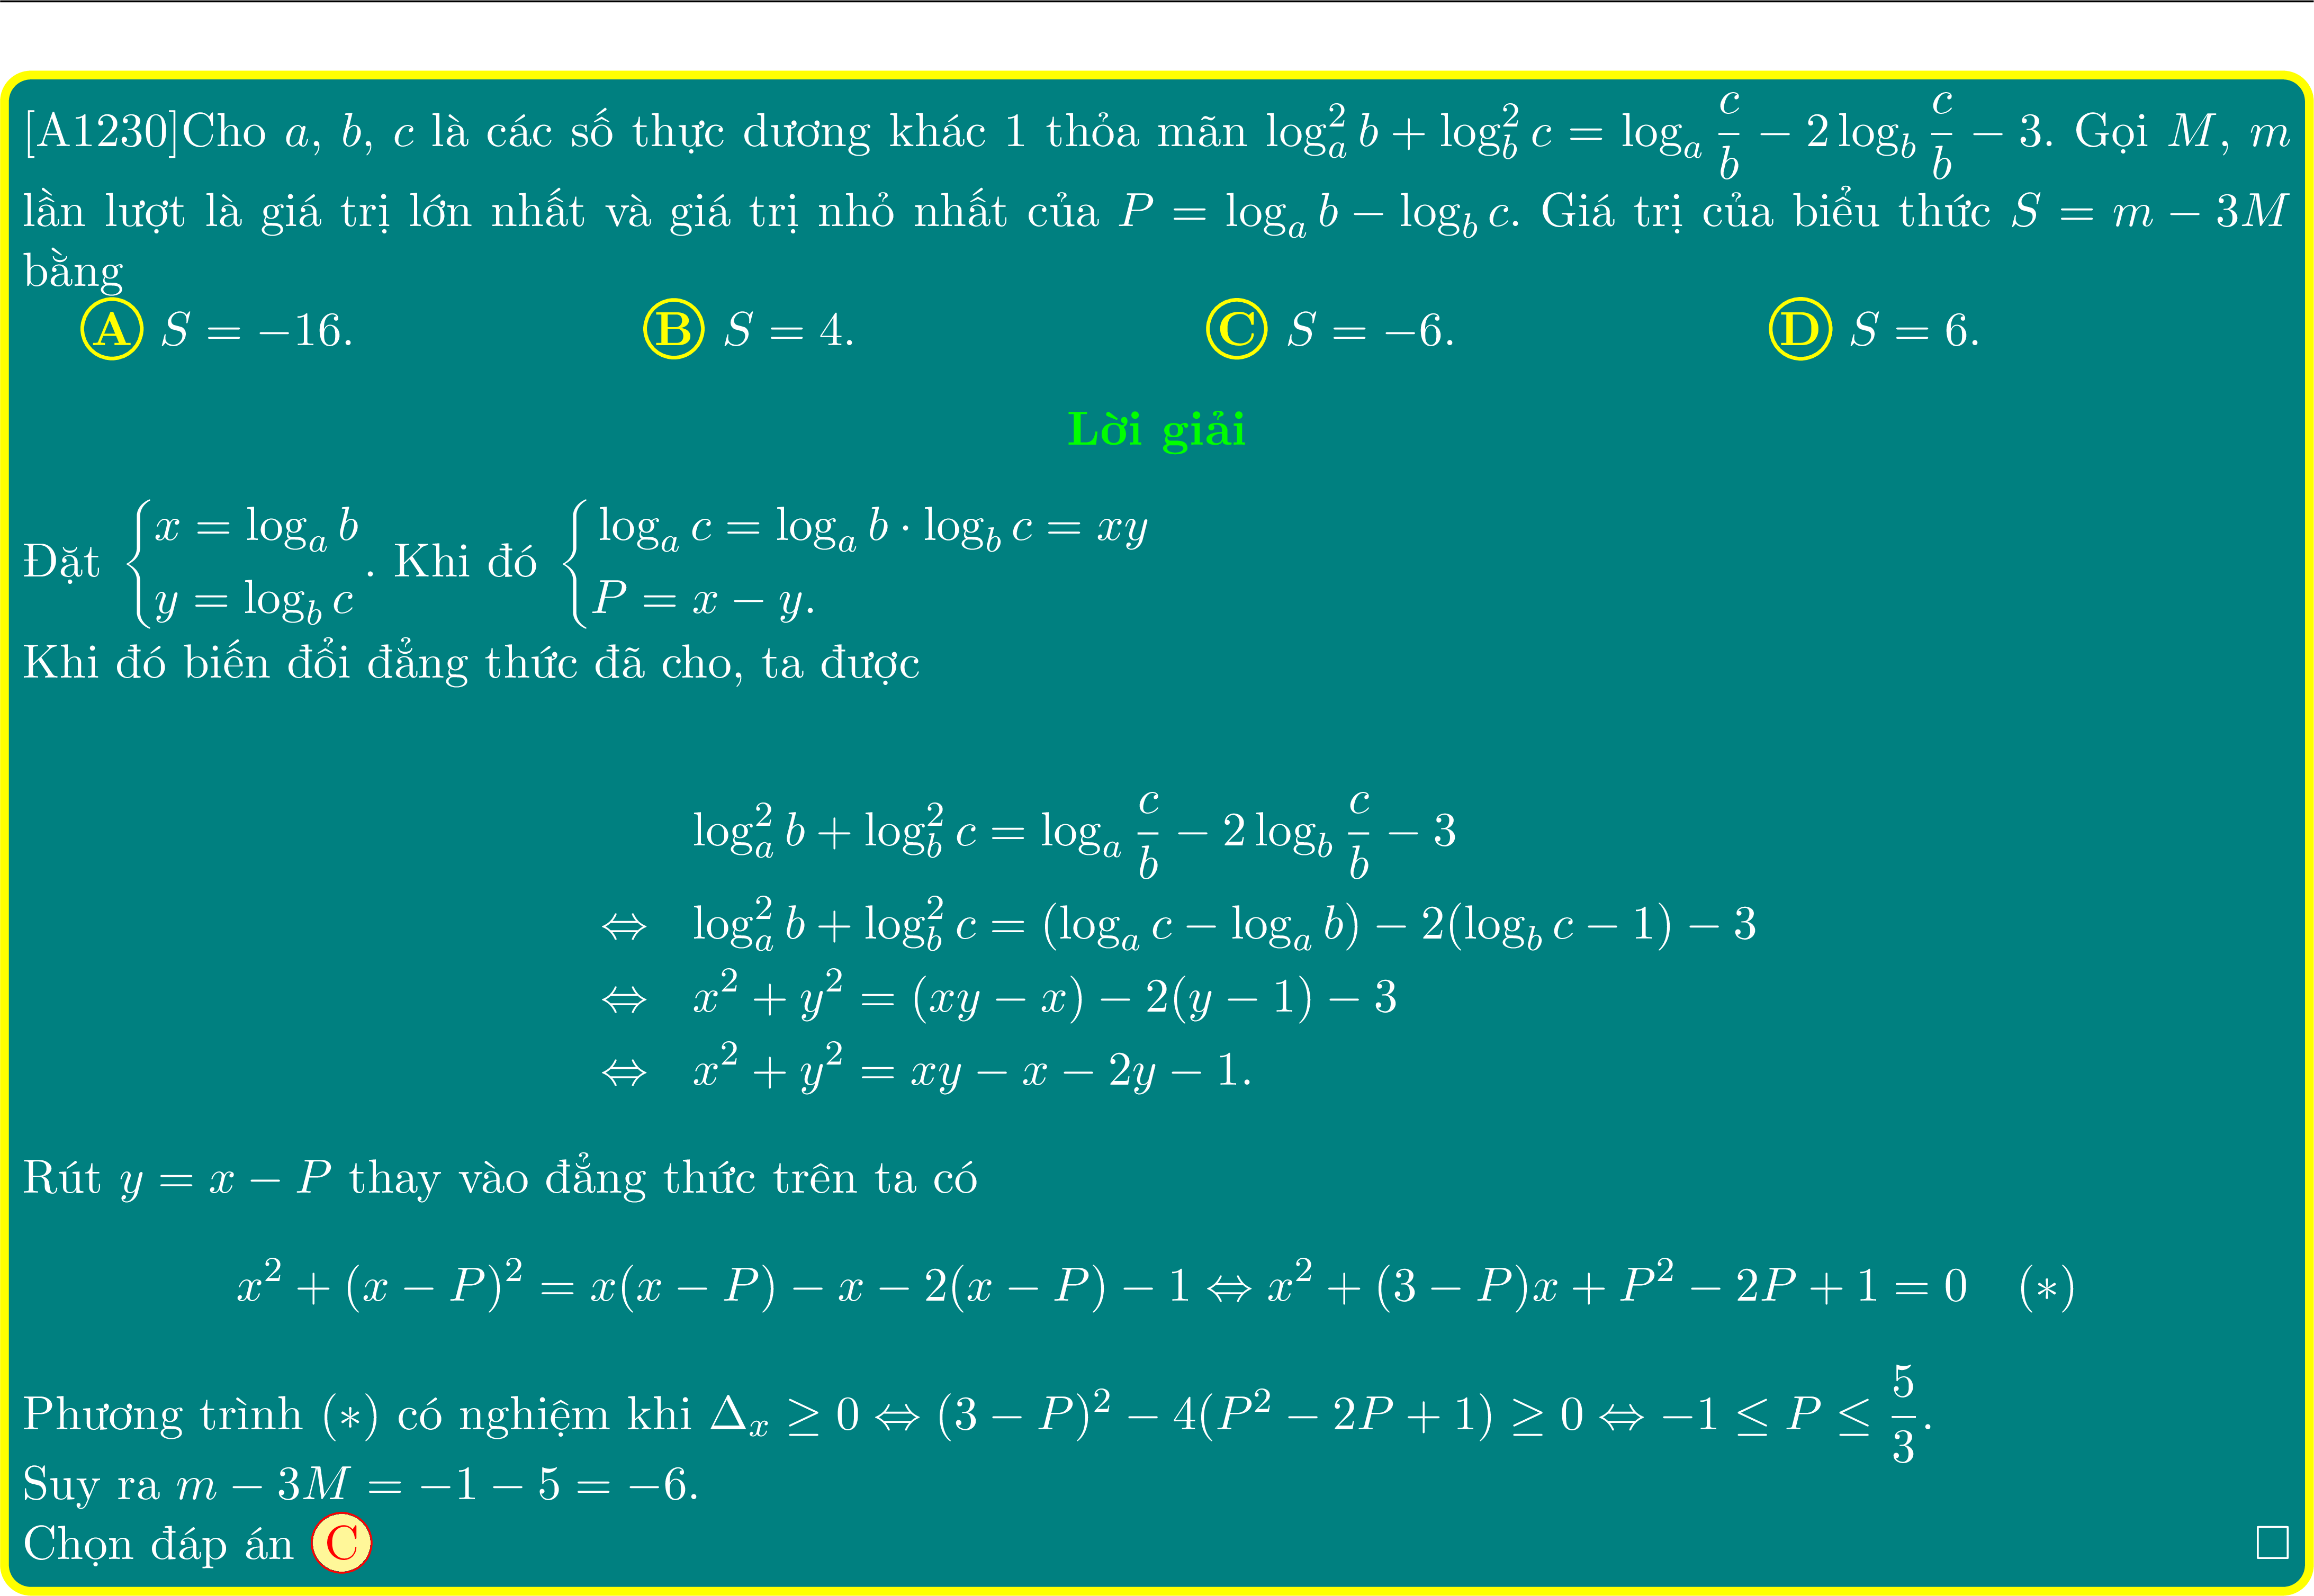 [A1230]Cho a, b, c là các số thực dương khác 1 thỏa mãn $\log_a^2 b + \log_b^2 c = \log_a \dfrac{c}{b} - 2\log_b \dfrac{c}{b} - 3$. Gọi M, m
lần lượt là giá trị lớn nhất và giá trị nhỏ nhất của $P = \log_a b - \log_b c$. Giá trị của biểu thức $S = m - 3M$
bằng
A S = −16. B S = 4. C S = −6. D S = 6.
Lời giải
Đặt $\begin{cases} x = \log_a b \\ y = \log_b c \end{cases}$. Khi đó $\begin{cases} \log_a c = \log_a b \cdot \log_b c = xy \\ P = x - y. \end{cases}$
Khi đó biến đổi đẳng thức đã cho, ta được
$\log_a^2 b + \log_b^2 c = \log_a \dfrac{c}{b} - 2\log_b \dfrac{c}{b} - 3$
$\Leftrightarrow \log_a^2 b + \log_b^2 c = (\log_a c - \log_a b) - 2(\log_b c - 1) - 3$
$\Leftrightarrow x^2 + y^2 = (xy - x) - 2(y - 1) - 3$
$\Leftrightarrow x^2 + y^2 = xy - x - 2y - 1.$
Rút $y = x - P$ thay vào đẳng thức trên ta có
$x^2 + (x - P)^2 = x(x - P) - x - 2(x - P) - 1 \Leftrightarrow x^2 + (3 - P)x + P^2 - 2P + 1 = 0 \quad (*)$
Phương trình (∗) có nghiệm khi $\Delta_x \geq 0 \Leftrightarrow (3 - P)^2 - 4(P^2 - 2P + 1) \geq 0 \Leftrightarrow -1 \leq P \leq \dfrac{5}{3}.$
Suy ra $m - 3M = -1 - 5 = -6.$
Chọn đáp án C □